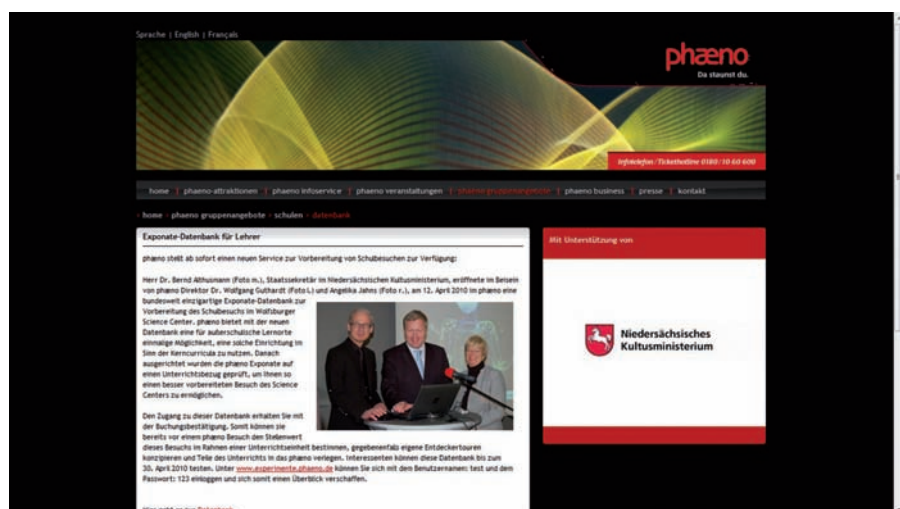 Sprache | English | Français
phæno
Da staunst du.
Infotelefon/Tickethotline 0180/10 60 600
home | phaeno-attraktionen | phaeno infoservice | phaeno veranstaltungen | phaeno gruppenangebote | phaeno business | presse | kontakt
home phaeno gruppenangebote schulen datenbank
Exponate-Datenbank für Lehrer
phæno stellt ab sofort einen neuen Service zur Vorbereitung von Schulbesuchen zur Verfügung:
Herr Dr. Bernd Althusmann (Foto m.), Staatssekretär im Niedersächsischen Kultusministerium, eröffnete im Beisein
von phæno Direktor Dr. Wolfgang Guthardt (Foto l.) und Angelika Jahns (Foto r.), am 12. April 2010 im phæno eine
bundesweit einzigartige Exponate-Datenbank zur
Vorbereitung des Schulbesuchs im Wolfsburger
Science Center. phæno bietet mit der neuen
Datenbank eine für außerschulische Lernorte
einmalige Möglichkeit, eine solche Einrichtung im
Sinn der Kerncurricula zu nutzen. Danach
ausgerichtet wurden die phæno Exponate auf
einen Unterrichtsbezug geprüft, um Ihnen so
einen besser vorbereiteten Besuch des Science
Centers zu ermöglichen.
Den Zugang zu dieser Datenbank erhalten Sie mit
der Buchungsbestätigung. Somit können sie
bereits vor einem phæno Besuch den Stellenwert
dieses Besuchs im Rahmen einer Unterrichtseinheit bestimmen, gegebenenfalls eigene Entdeckertouren
konzipieren und Teile des Unterrichts in das phæno verlegen. Interessenten können diese Datenbank bis zum
30. April 2010 testen. Unter www.experimente.phaeno.de können Sie sich mit dem Benutzernamen: test und dem
Passwort: 123 einloggen und sich somit einen Überblick verschaffen.
Mit Unterstützung von
Niedersächsisches
Kultusministerium